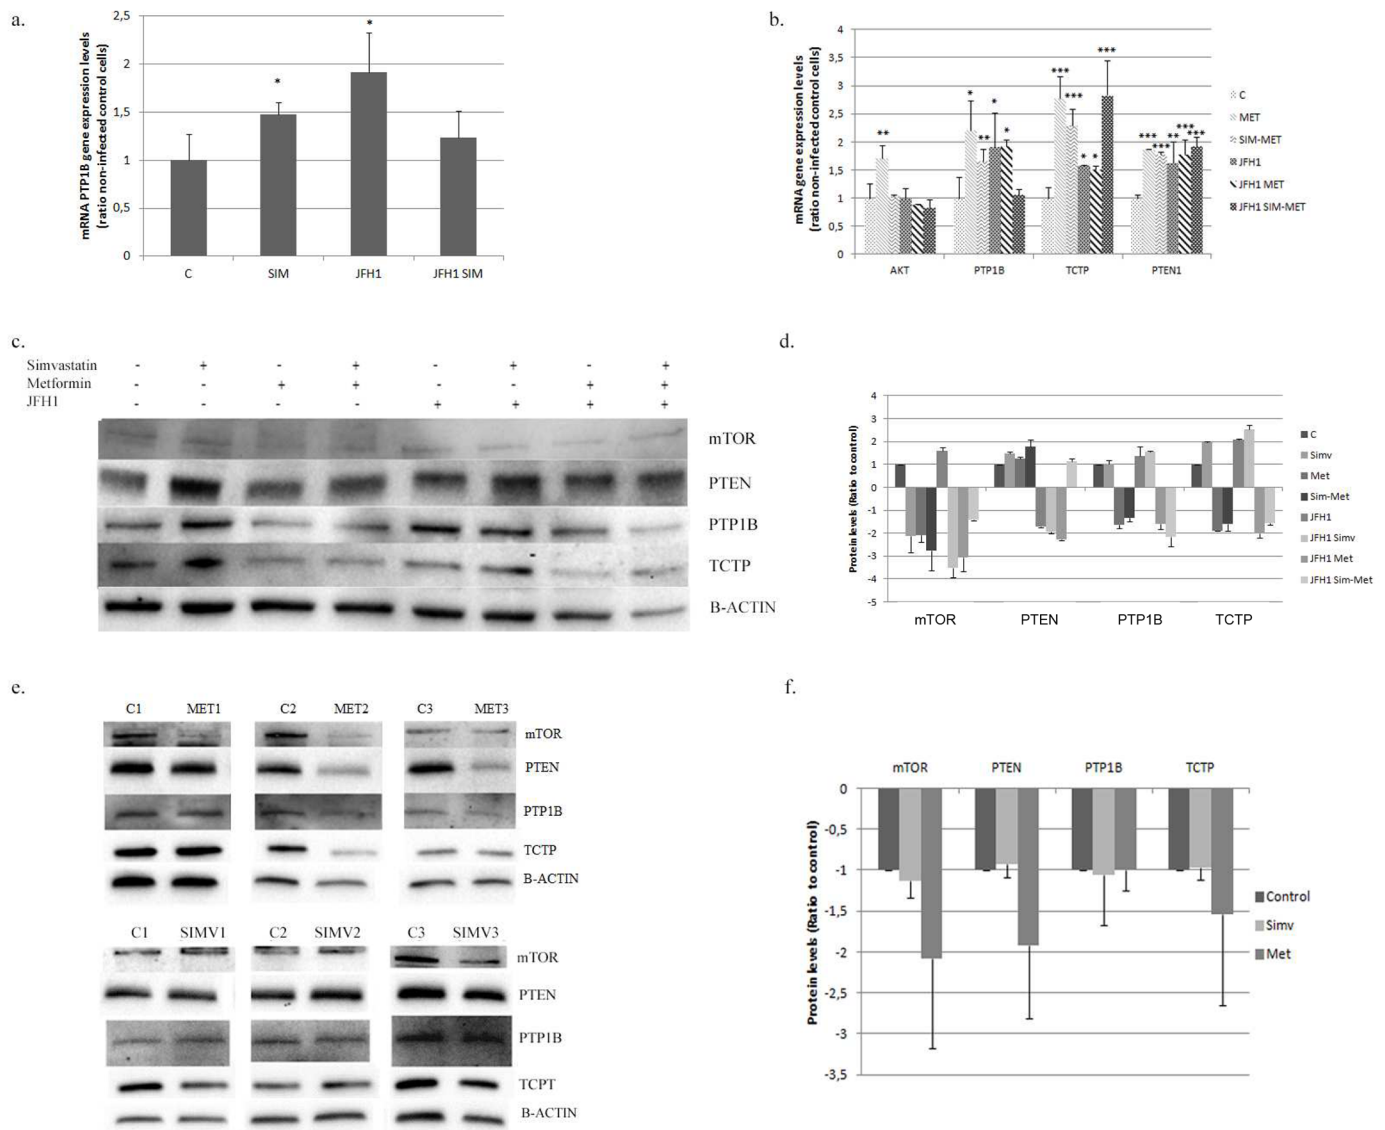 a.
mRNA PTP1B gene expression levels
(ratio non-infected control cells)
2,5
2
1,5
1
0,5
0
*
*
C SIM JFH1 JFH1 SIM
b.
mRNA gene expression levels
(ratio non-infected control cells)
4
3,5
3
2,5
2
1,5
1
0,5
0
**
* ** * *
*** *** * * ***
*** *** ** *** ***
AKT PTP1B TCTP PTEN1
C
MET
SIM-MET
JFH1
JFH1 MET
JFH1 SIM-MET
c.
Simvastatin - + - + - + - +
Metformin - - + + - - + +
JFH1 - - - - + + + +
mTOR
PTEN
PTP1B
TCTP
B-ACTIN
d.
Protein levels (Ratio to control)
4
3
2
1
0
-1
-2
-3
-4
-5
mTOR PTEN PTP1B TCTP
C
Simv
Met
Sim-Met
JFH1
JFH1 Simv
JFH1 Met
JFH1 Sim-Met
e.
C1 MET1 C2 MET2 C3 MET3
mTOR
PTEN
PTP1B
TCTP
B-ACTIN
C1 SIMV1 C2 SIMV2 C3 SIMV3
mTOR
PTEN
PTP1B
TCPT
B-ACTIN
f.
mTOR PTEN PTP1B TCTP
Protein levels (Ratio to control)
0
-0,5
-1
-1,5
-2
-2,5
-3
-3,5
Control
Simv
Met